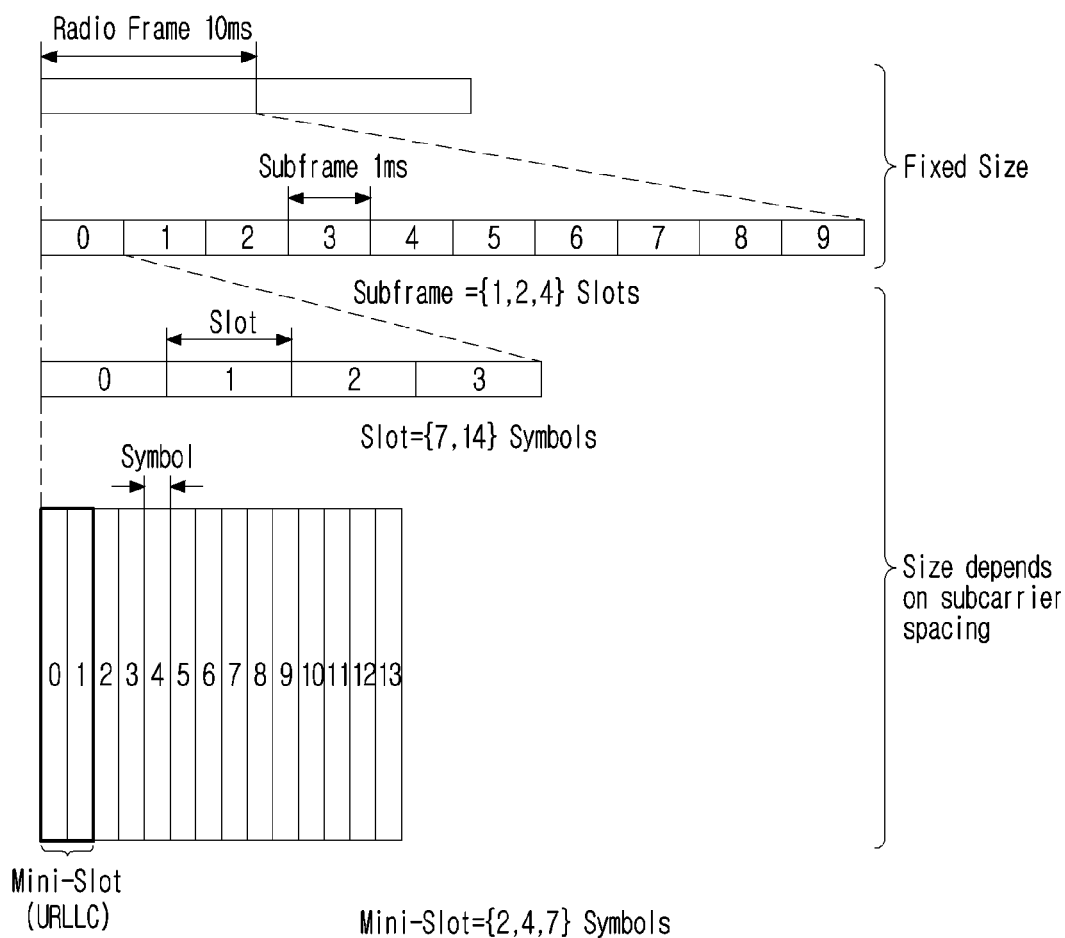 Radio Frame 10ms
Subframe 1ms
Fixed Size
0 1 2 3 4 5 6 7 8 9
Subframe ={1,2,4} Slots
Slot
0 1 2 3
Slot={7,14} Symbols
Symbol
Size depends
on subcarrier
spacing
0 1 2 3 4 5 6 7 8 9 10 11 12 13
Mini-Slot
(URLLC)
Mini-Slot={2,4,7} Symbols